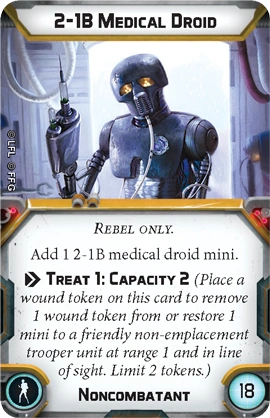 2-1B Medical Droid
©LFL ©FFG
Rebel only.
Add 1 2-1B medical droid mini.
Treat 1: Capacity 2 (Place a
wound token on this card to remove
1 wound token from or restore 1
mini to a friendly non-emplacement
trooper unit at range 1 and in line
of sight. Limit 2 tokens.)
Noncombatant
18